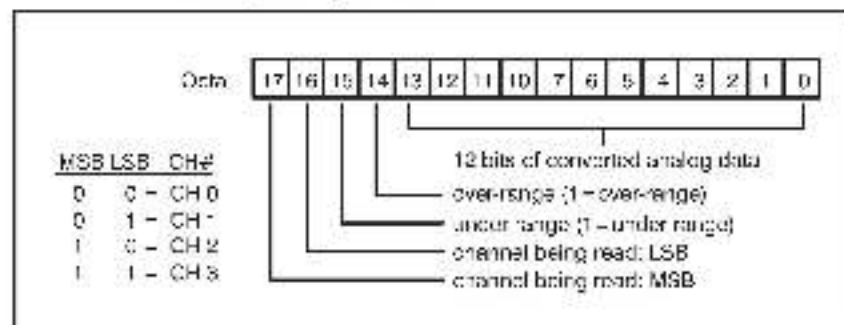 Octal 17 16 15 14 13 12 11 10 7 6 5 4 3 2 1 0
12 bits of converted analog data
over-range (1 = over-range)
under range (1 = under range)
channel being read: LSB
channel being read: MSB
MSB LSB CH#
0 0 = CH 0
0 1 = CH 1
1 0 = CH 2
1 1 = CH 3